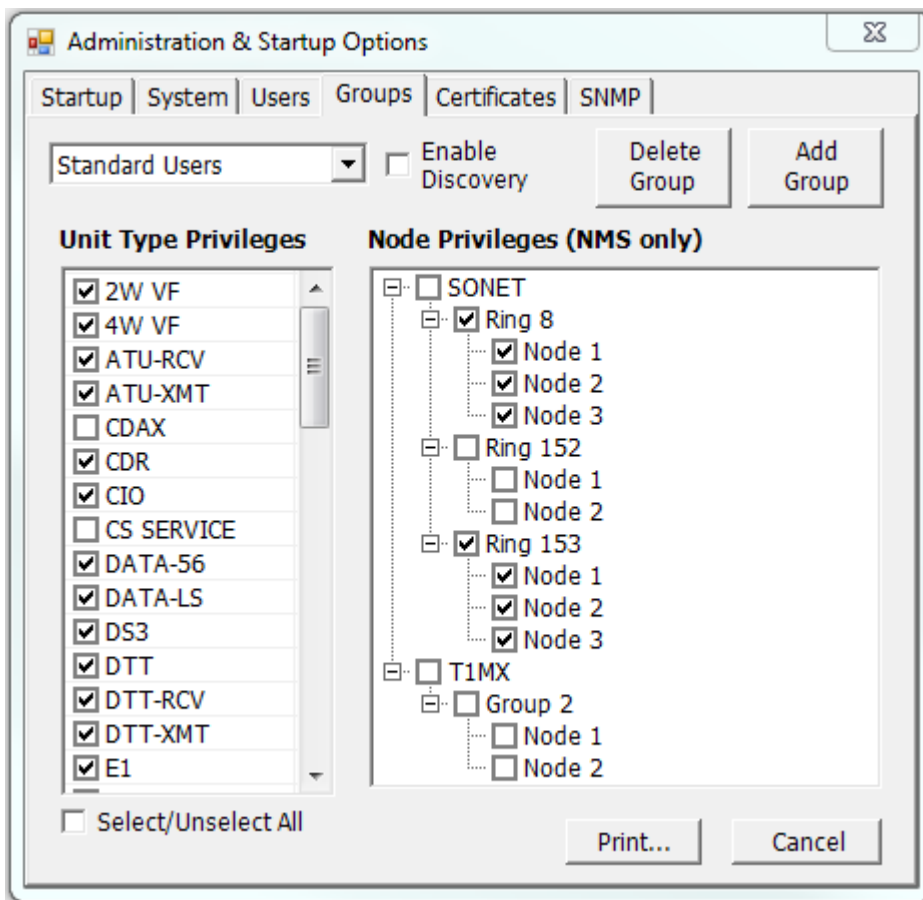 Administration & Startup Options
Startup System Users Groups Certificates SNMP
Standard Users
Enable
Discovery
Delete
Group
Add
Group
Unit Type Privileges
2W VF
4W VF
ATU-RCV
ATU-XMT
CDAX
CDR
CIO
CS SERVICE
DATA-56
DATA-LS
DS3
DTT
DTT-RCV
DTT-XMT
E1
Select/Unselect All
Node Privileges (NMS only)
SONET
Ring 8
Node 1
Node 2
Node 3
Ring 152
Node 1
Node 2
Ring 153
Node 1
Node 2
Node 3
T1MX
Group 2
Node 1
Node 2
Print...
Cancel